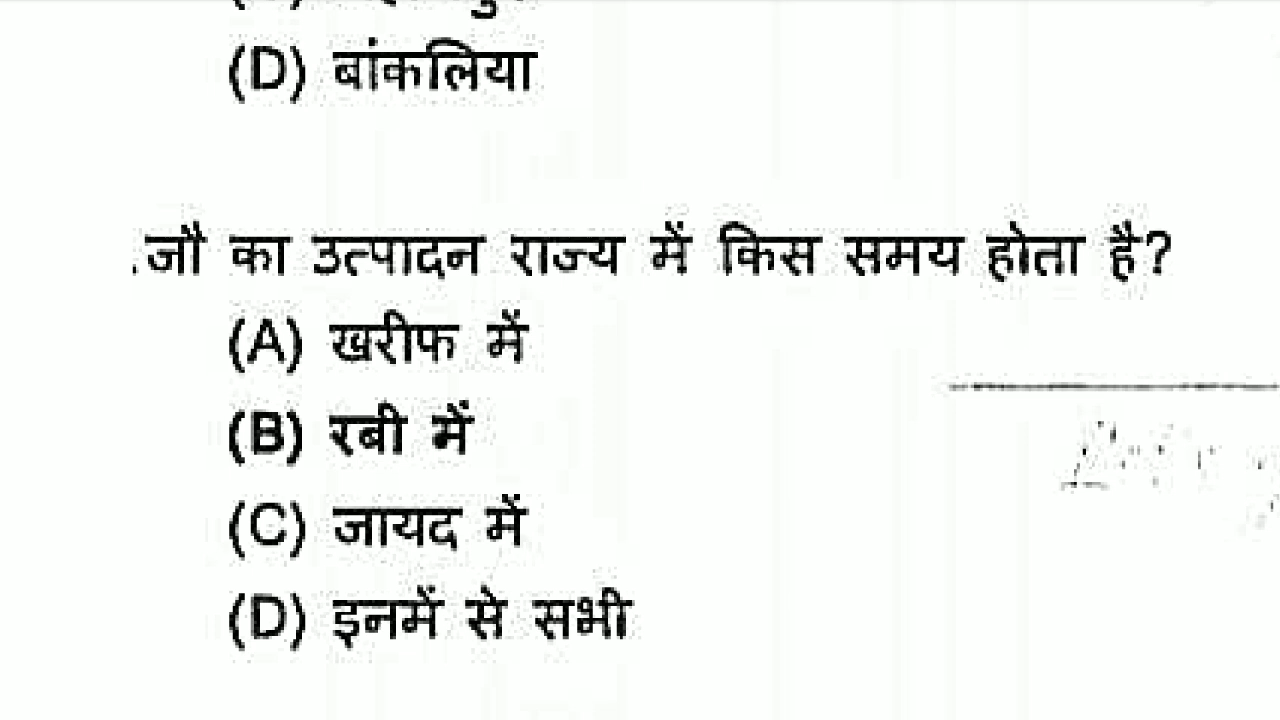 (D) बांकलिया
.जौ का उत्पादन राज्य में किस समय होता है?
(A) खरीफ में
(B) रबी में
(C) जायद में
(D) इनमें से सभी